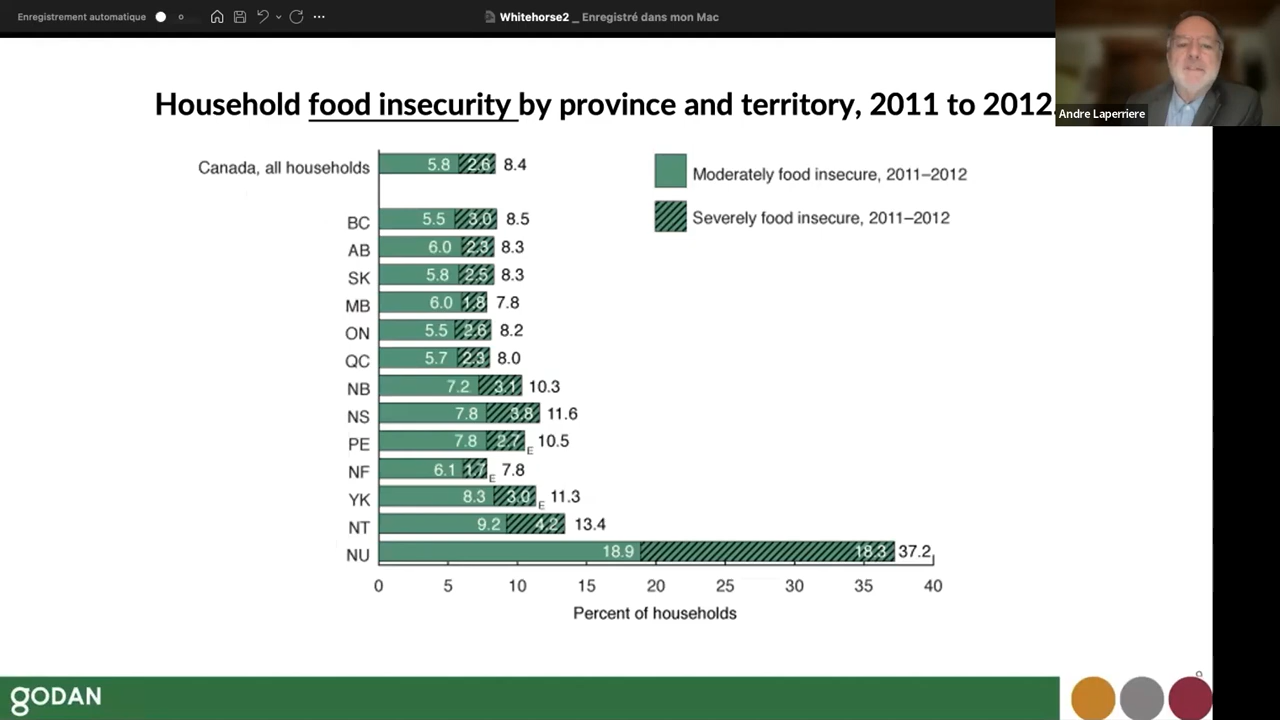 Enregistrement automatique
Whitehorse2 _ Enregistré dans mon Mac
Andre Laperriere
Household food insecurity by province and territory, 2011 to 2012
Canada, all households 5.8 2.6 8.4
Moderately food insecure, 2011–2012
Severely food insecure, 2011–2012
BC 5.5 3.0 8.5
AB 6.0 2.3 8.3
SK 5.8 2.5 8.3
MB 6.0 1.8 7.8
ON 5.5 2.6 8.2
QC 5.7 2.3 8.0
NB 7.2 3.1 10.3
NS 7.8 3.8 11.6
PE 7.8 2.7 E 10.5
NF 6.1 1.7 E 7.8
YK 8.3 3.0 E 11.3
NT 9.2 4.2 13.4
NU 18.9 18.3 37.2
0 5 10 15 20 25 30 35 40
Percent of households
9
GODAN